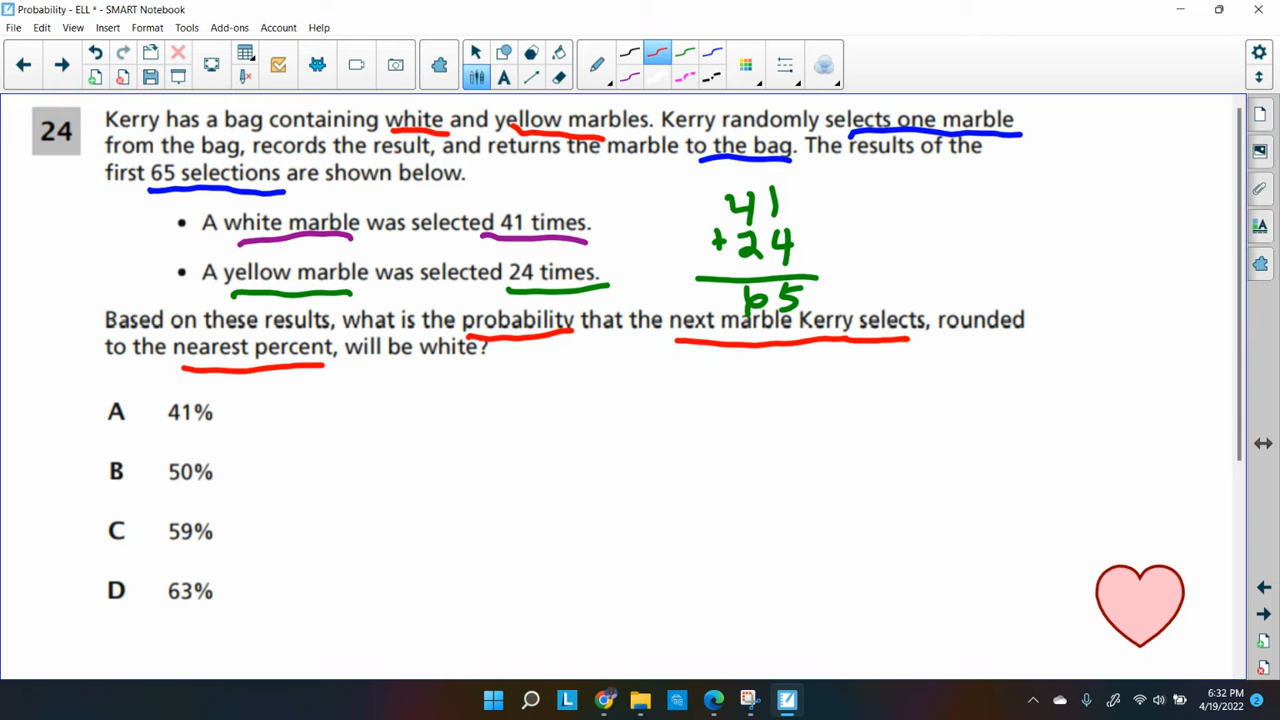 Probability - ELL * - SMART Notebook
File Edit View Insert Format Tools Add-ons Account Help
24
Kerry has a bag containing white and yellow marbles. Kerry randomly selects one marble
from the bag, records the result, and returns the marble to the bag. The results of the
first 65 selections are shown below.
• A white marble was selected 41 times.
• A yellow marble was selected 24 times.
41
+24
65
Based on these results, what is the probability that the next marble Kerry selects, rounded
to the nearest percent, will be white?
A 41%
B 50%
C 59%
D 63%
6:32 PM
4/19/2022
2